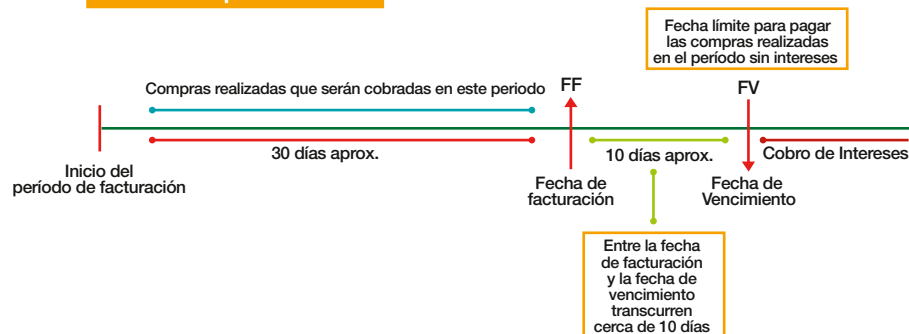 Fecha límite para pagar
las compras realizadas
en el período sin intereses
Compras realizadas que serán cobradas en este periodo
FF
FV
30 días aprox.
10 días aprox.
Cobro de Intereses
Inicio del
período de facturación
Fecha de
facturación
Fecha de
Vencimiento
Entre la fecha
de facturación
y la fecha de
vencimiento
transcurren
cerca de 10 días